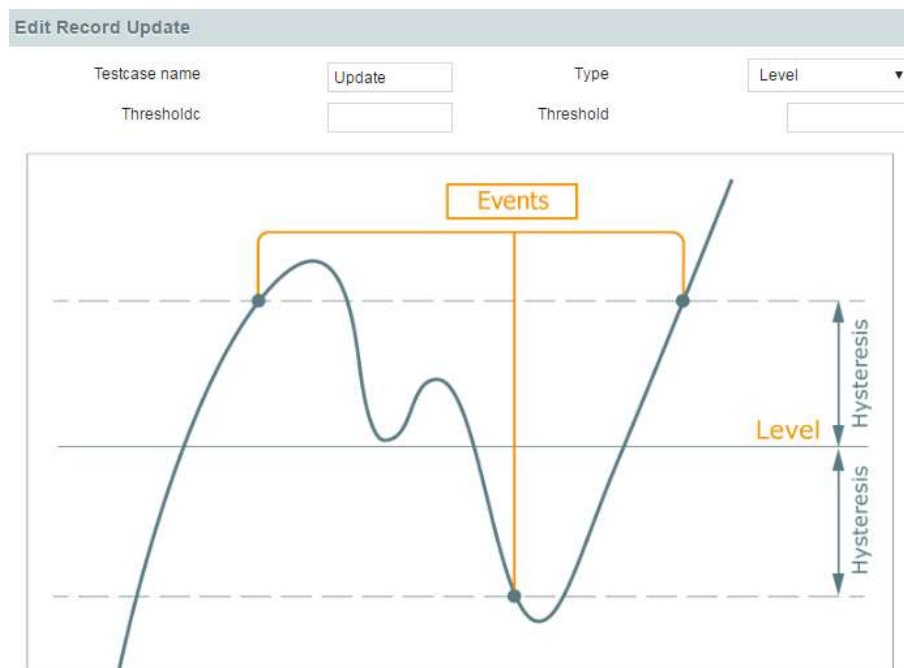 Edit Record Update
Testcase name
Update
Type
Level
Thresholdc
Threshold
Events
Hysteresis
Level
Hysteresis